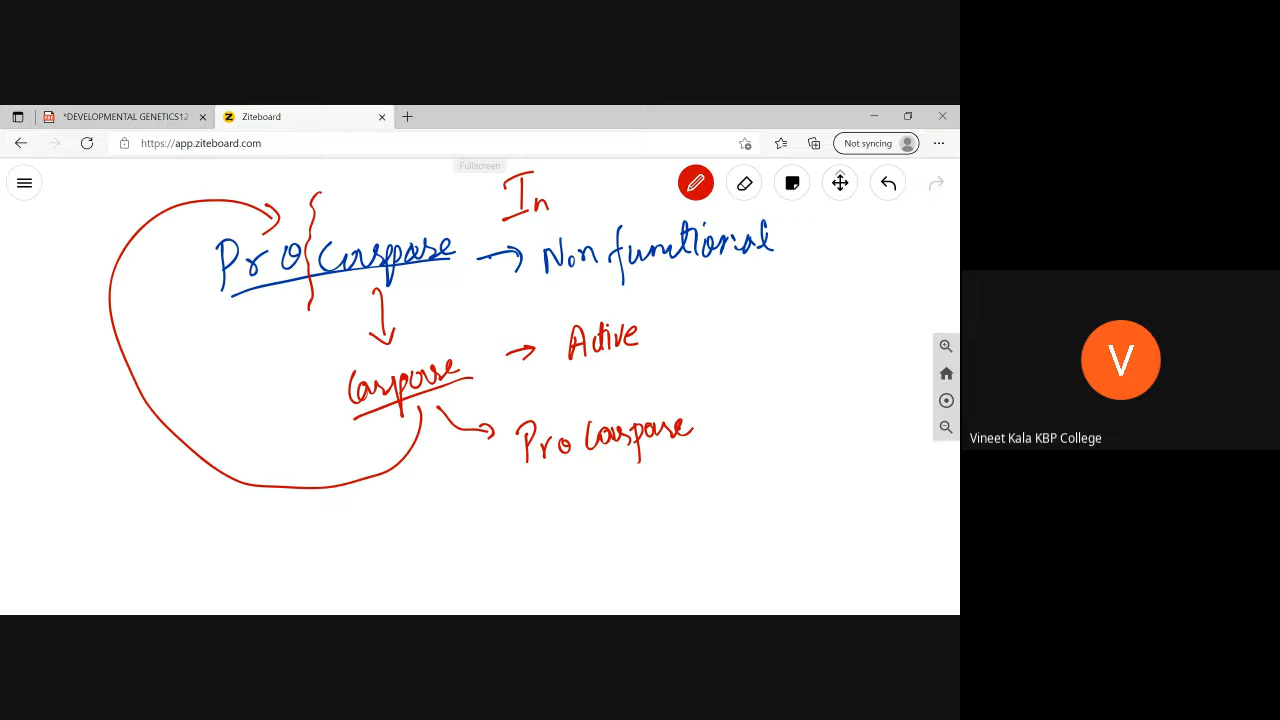 *DEVELOPMENTAL GENETICS12
Ziteboard
https://app.ziteboard.com
Not syncing
Fullscreen
In
Pro Caspase → Non functional
Caspase → Active
Pro Caspase
V
Vineet Kala KBP College